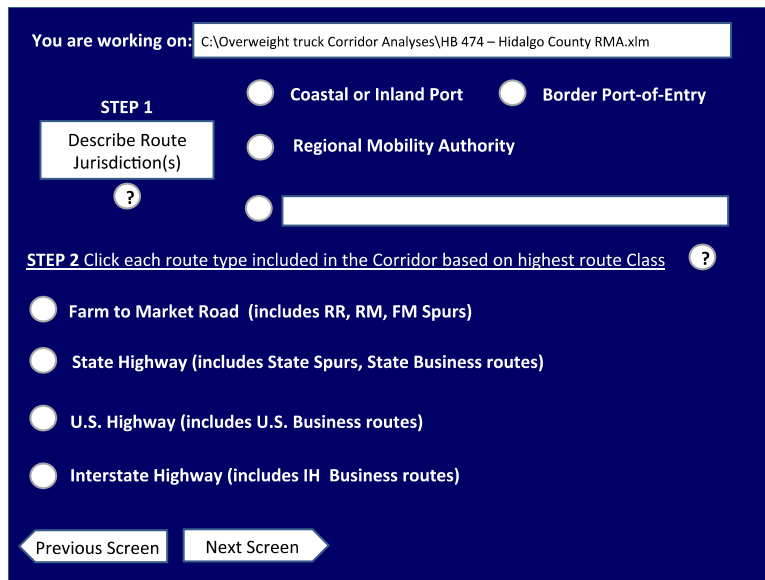 You are working on: C:\Overweight truck Corridor Analyses\HB 474 – Hidalgo County RMA.xlm
STEP 1
Describe Route
Jurisdiction(s)
?
Coastal or Inland Port
Border Port-of-Entry
Regional Mobility Authority
STEP 2 Click each route type included in the Corridor based on highest route Class
?
Farm to Market Road (includes RR, RM, FM Spurs)
State Highway (includes State Spurs, State Business routes)
U.S. Highway (includes U.S. Business routes)
Interstate Highway (includes IH Business routes)
Previous Screen
Next Screen